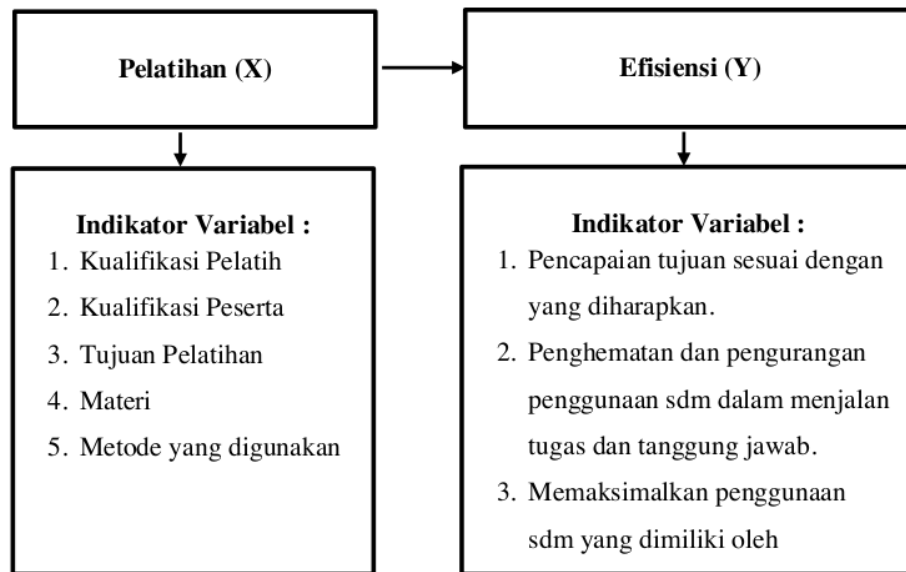 Pelatihan (X)
Efisiensi (Y)
Indikator Variabel :
1. Kualifikasi Pelatih
2. Kualifikasi Peserta
3. Tujuan Pelatihan
4. Materi
5. Metode yang digunakan
Indikator Variabel :
1. Pencapaian tujuan sesuai dengan
yang diharapkan.
2. Penghematan dan pengurangan
penggunaan sdm dalam menjalan
tugas dan tanggung jawab.
3. Memaksimalkan penggunaan
sdm yang dimiliki oleh